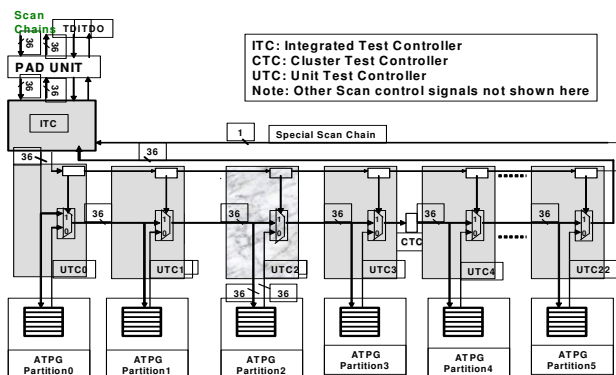 Scan
Chains
TDI TDO
36
36
PAD UNIT
36
36
ITC: Integrated Test Controller
CTC: Cluster Test Controller
UTC: Unit Test Controller
Note: Other Scan control signals not shown here
ITC
1
Special Scan Chain
36
36
1
0
36
1
0
36
1
0
36
1
0
36
1
0
36
1
0
CTC
UTC0
UTC1
UTC2
UTC3
UTC4
UTC22
36
36
ATPG
Partition0
ATPG
Partition1
ATPG
Partition2
ATPG
Partition3
ATPG
Partition4
ATPG
Partition5